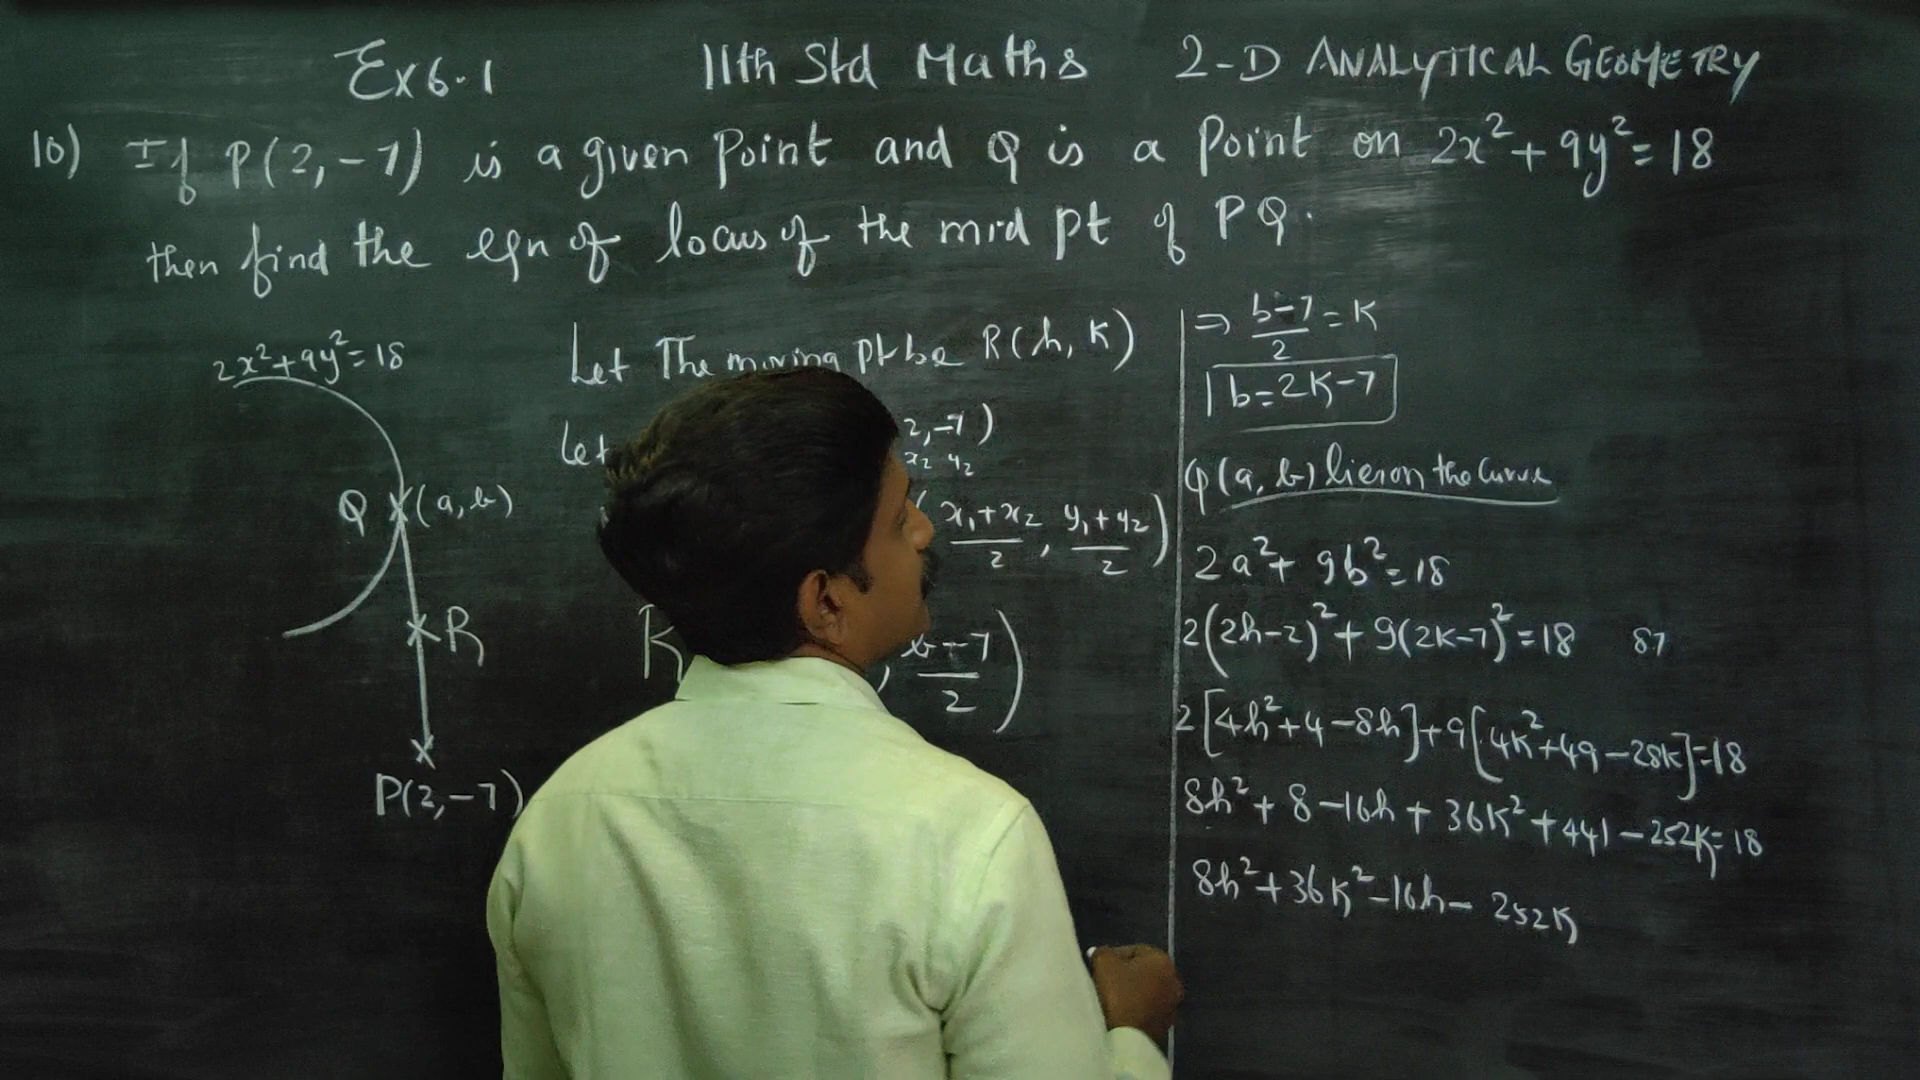 Ex 6.1 11th Std Maths 2-D ANALYTICAL GEOMETRY
10) If P(2,-7) is a given point and Q is a point on 2x²+9y²=18
then find the eqn of locus of the mid pt of PQ.
2x²+9y²=18
Q (a,b)
R
P(2,-7)
Let The moving pt be R(h, k)
Let 2,-7)
x₂ y₂
(x₁+x₂/2, y₁+y₂/2)
, b-7/2)
⇒ b-7/2 = k
b=2k-7
Q(a,b) lies on the curve
2a²+9b²=18
2(2h-2)²+9(2k-7)²=18 87
2[4h²+4-8h]+9[4k²+49-28k]=18
8h²+8-16h+36k²+441-252k=18
8h²+36k²-16h-252k